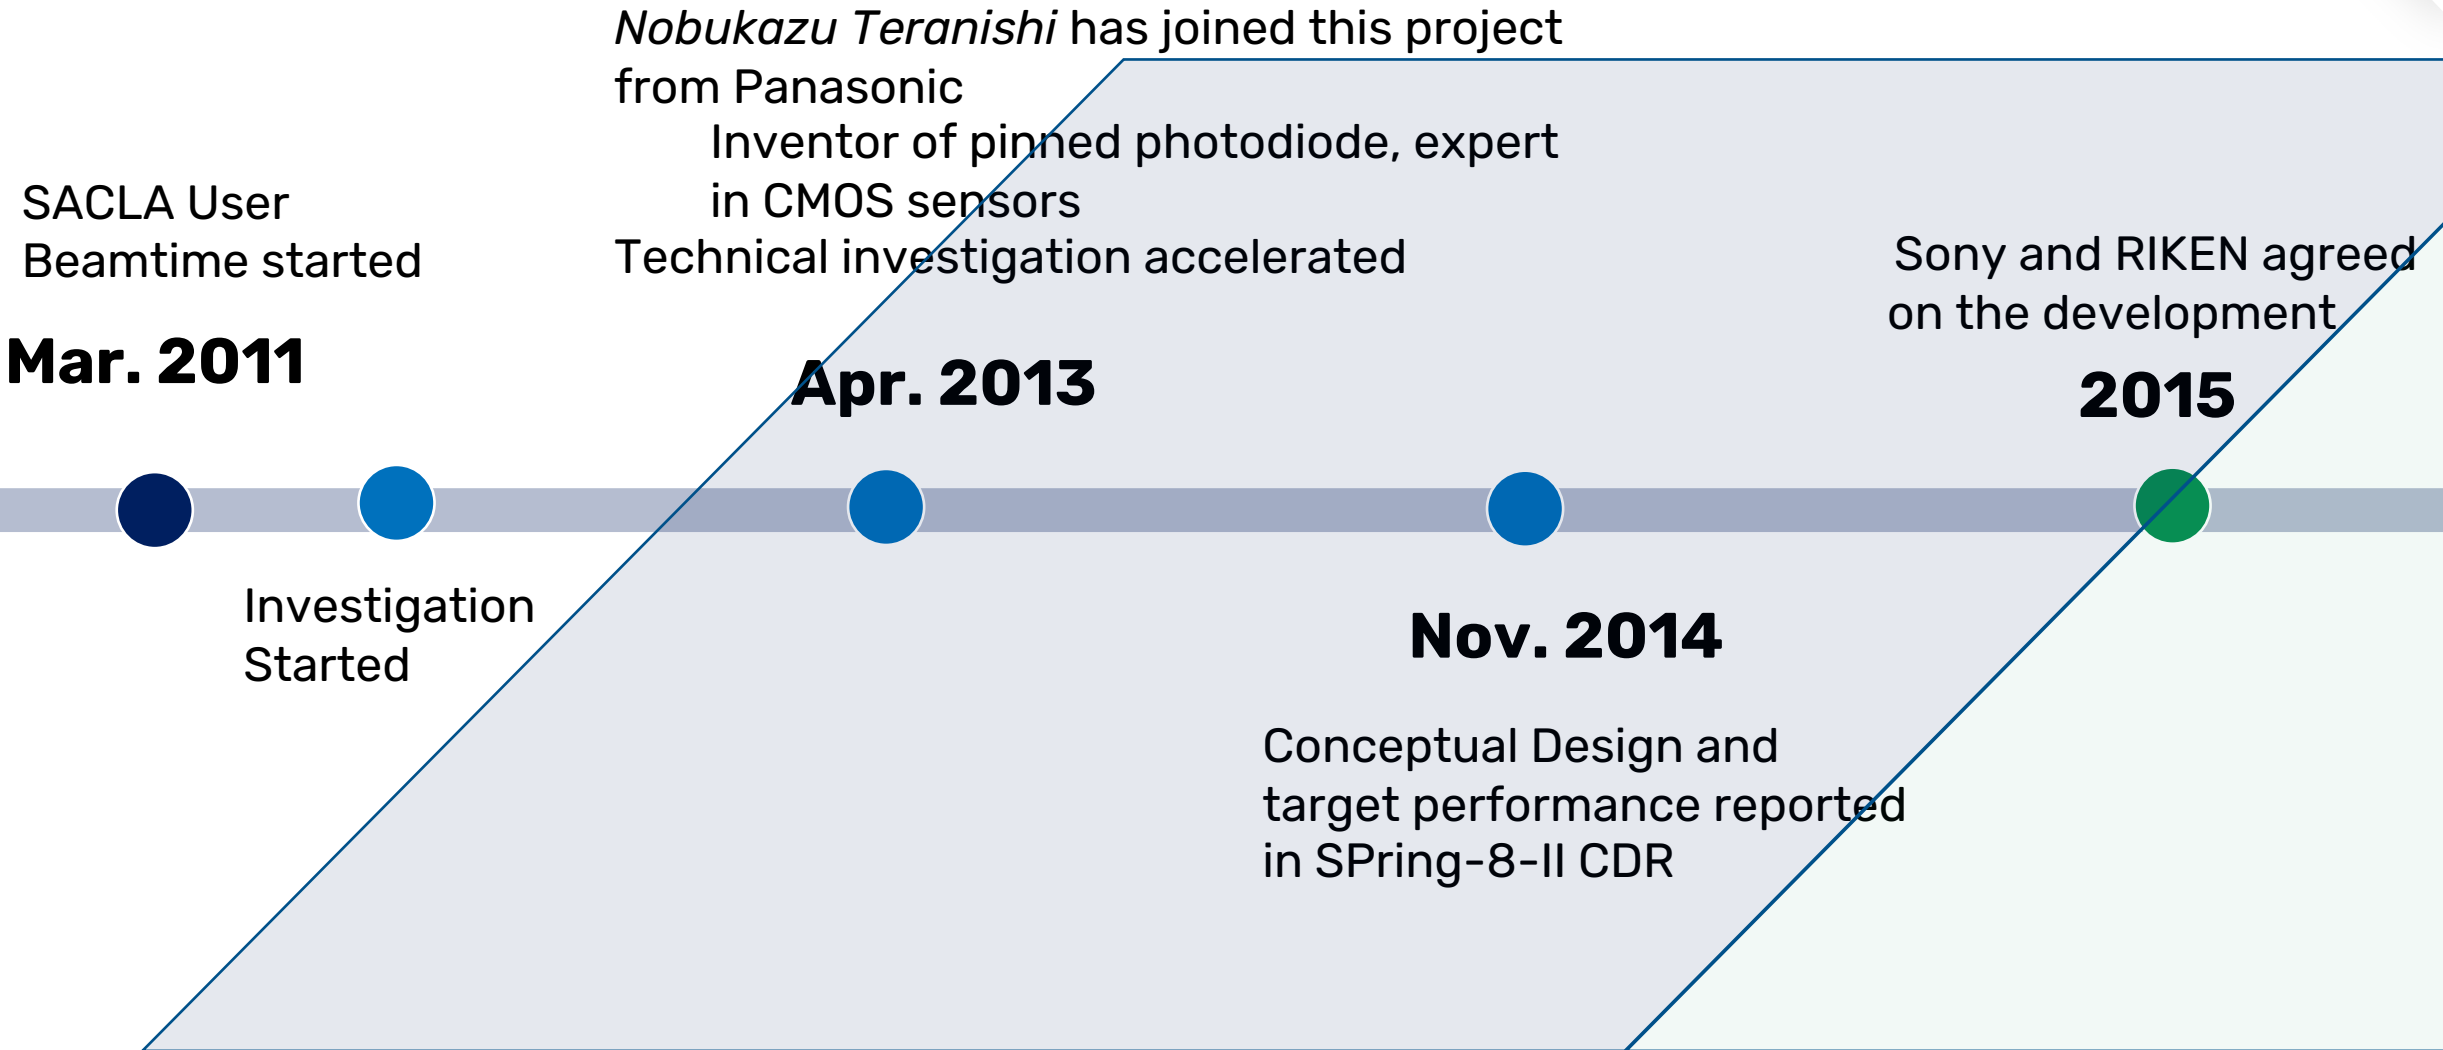 Nobukazu Teranishi has joined this project
from Panasonic
Inventor of pinned photodiode, expert
in CMOS sensors
Technical investigation accelerated
SACLA User
Beamtime started
Mar. 2011
Apr. 2013
Sony and RIKEN agreed
on the development
2015
Investigation
Started
Nov. 2014
Conceptual Design and
target performance reported
in SPring-8-II CDR